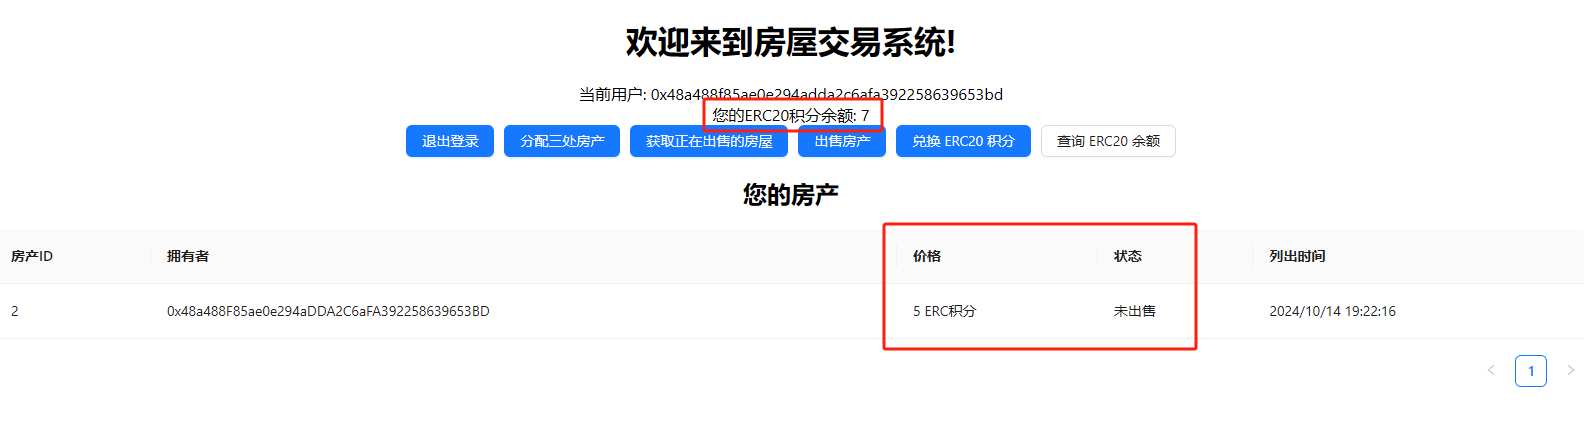 欢迎来到房屋交易系统!
当前用户: 0x48a488f85ae0e294adda2c6afa392258639653bd
您的ERC20积分余额: 7
退出登录 分配三处房产 获取正在出售的房屋 出售房产 兑换 ERC20 积分 查询 ERC20 余额
您的房产
房产ID 拥有者 价格 状态 列出时间
2 0x48a488F85ae0e294aDDA2C6aFA392258639653BD 5 ERC积分 未出售 2024/10/14 19:22:16
< 1 >